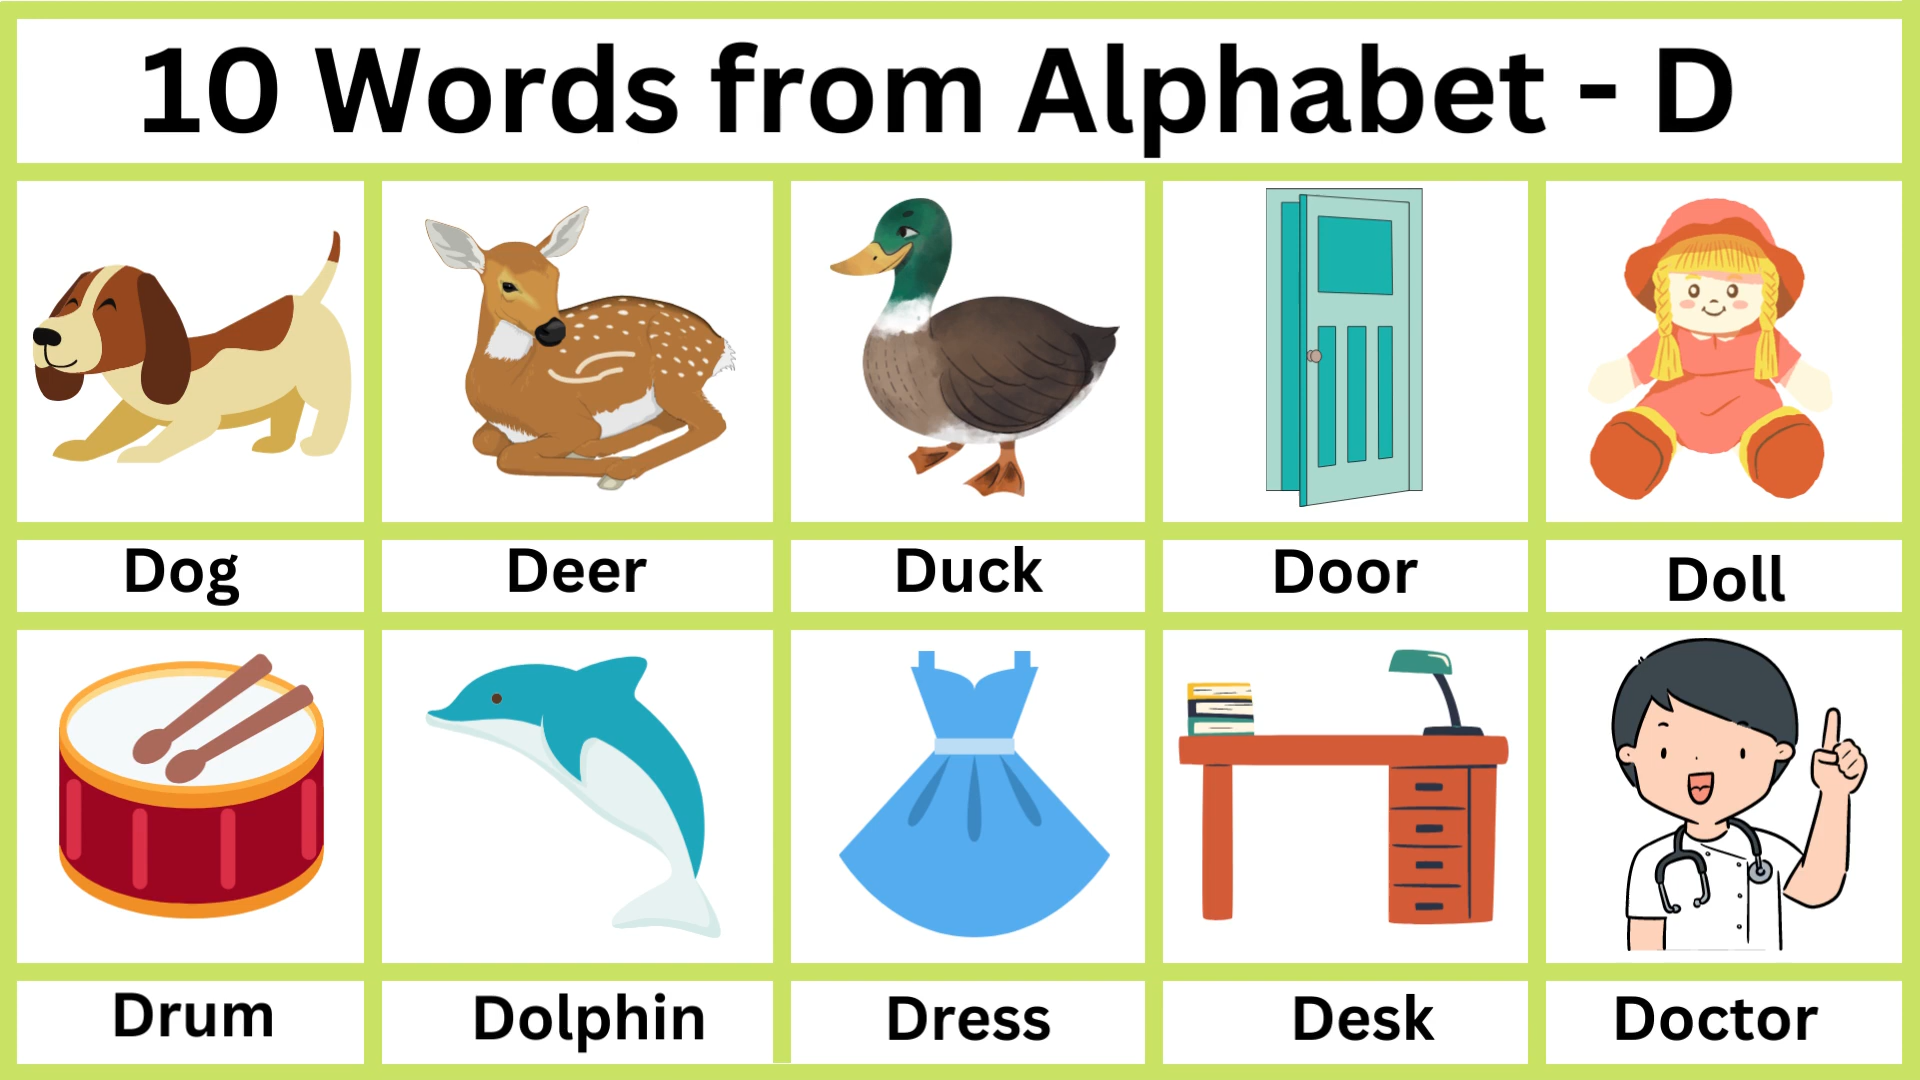 10 Words from Alphabet - D
Dog
Deer
Duck
Door
Doll
Drum
Dolphin
Dress
Desk
Doctor